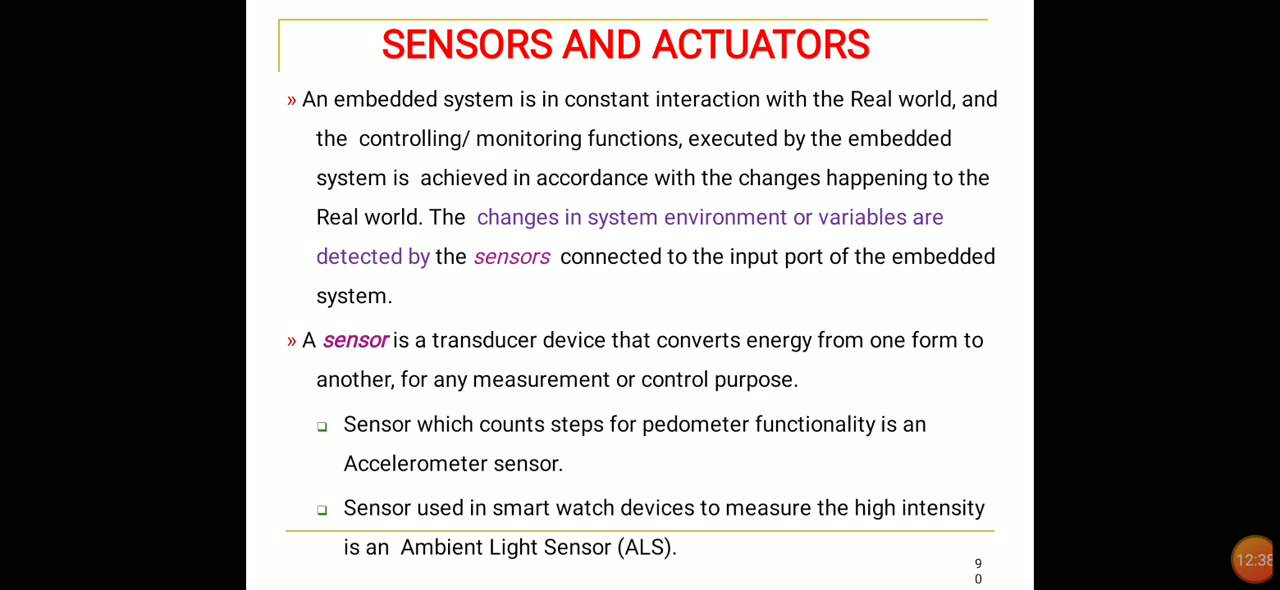 SENSORS AND ACTUATORS
» An embedded system is in constant interaction with the Real world, and
the controlling/ monitoring functions, executed by the embedded
system is achieved in accordance with the changes happening to the
Real world. The changes in system environment or variables are
detected by the sensors connected to the input port of the embedded
system.
» A sensor is a transducer device that converts energy from one form to
another, for any measurement or control purpose.
❑ Sensor which counts steps for pedometer functionality is an
Accelerometer sensor.
❑ Sensor used in smart watch devices to measure the high intensity
is an Ambient Light Sensor (ALS).
9
0
12:38